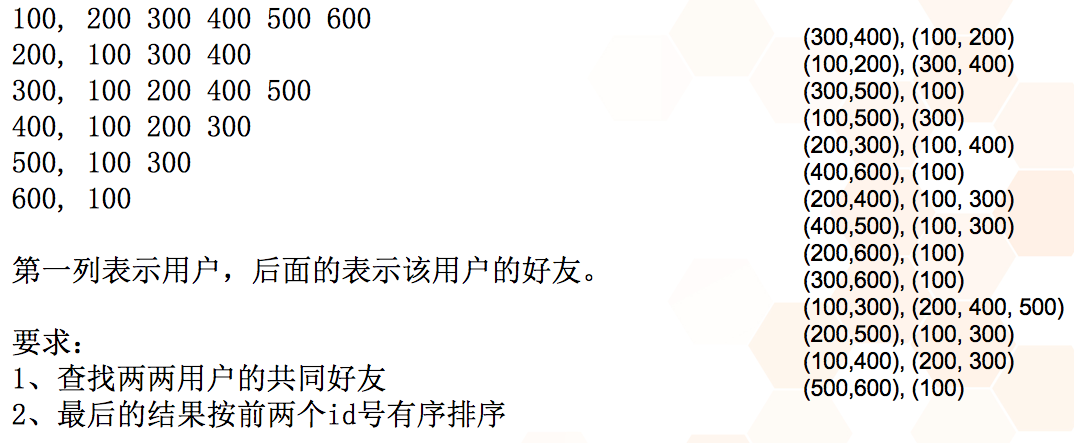 100, 200 300 400 500 600
200, 100 300 400
300, 100 200 400 500
400, 100 200 300
500, 100 300
600, 100
第一列表示用户，后面的表示该用户的好友。
要求：
1、查找两两用户的共同好友
2、最后的结果按前两个id号有序排序
(300,400), (100, 200)
(100,200), (300, 400)
(300,500), (100)
(100,500), (300)
(200,300), (100, 400)
(400,600), (100)
(200,400), (100, 300)
(400,500), (100, 300)
(200,600), (100)
(300,600), (100)
(100,300), (200, 400, 500)
(200,500), (100, 300)
(100,400), (200, 300)
(500,600), (100)